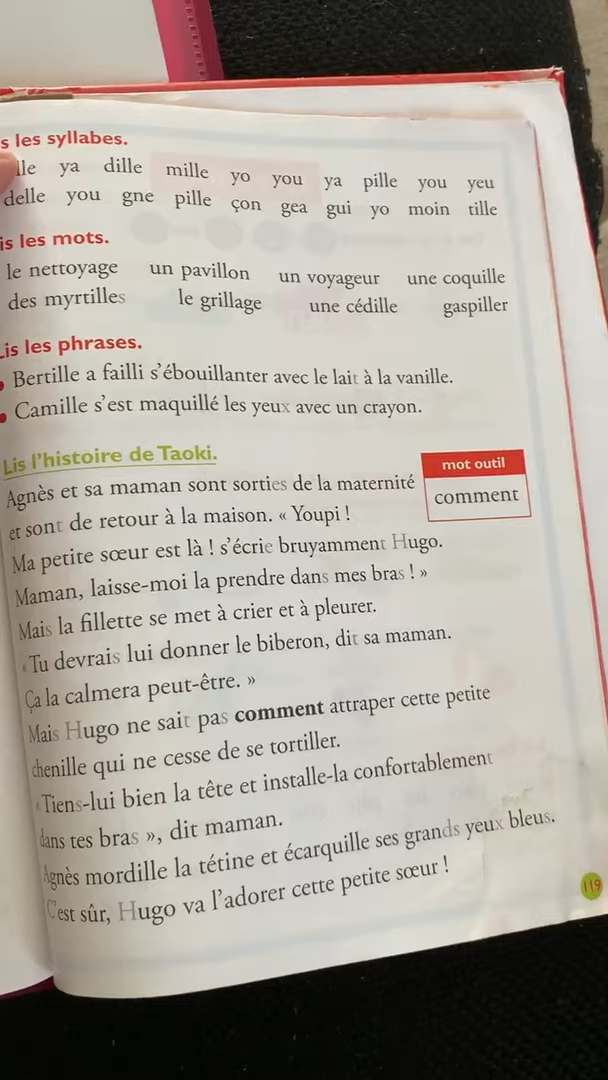 s les syllabes.
lle ya dille mille yo you ya pille you yeu
delle you gne pille çon gea gui yo moin tille
is les mots.
le nettoyage un pavillon un voyageur une coquille
des myrtilles le grillage une cédille gaspiller
Lis les phrases.
Bertille a failli s'ébouillanter avec le lait à la vanille.
Camille s'est maquillé les yeux avec un crayon.
Lis l'histoire de Taoki.
mot outil
comment
Agnès et sa maman sont sorties de la maternité
et sont de retour à la maison. « Youpi !
Ma petite sœur est là ! s'écrie bruyamment Hugo.
Maman, laisse-moi la prendre dans mes bras ! »
Mais la fillette se met à crier et à pleurer.
« Tu devrais lui donner le biberon, dit sa maman.
Ça la calmera peut-être. »
Mais Hugo ne sait pas comment attraper cette petite
chenille qui ne cesse de se tortiller.
« Tiens-lui bien la tête et installe-la confortablement
dans tes bras », dit maman.
Agnès mordille la tétine et écarquille ses grands yeux bleus.
C'est sûr, Hugo va l'adorer cette petite sœur !
119